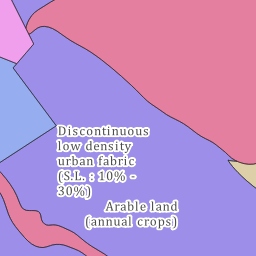 Discontinuous
low density
urban fabric
(S.L. : 10% -
30%)
Arable land
(annual crops)